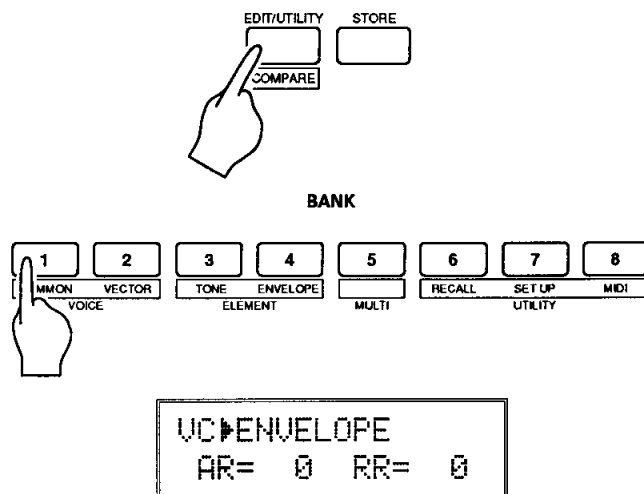 EDIT/UTILITY STORE
COMPARE
BANK
1 2 3 4 5 6 7 8
MMON VECTOR TONE ENVELOPE RECALL SET UP MIDI
VOICE ELEMENT MULTI UTILITY
VC▶ENVELOPE
AR= 0 RR= 0